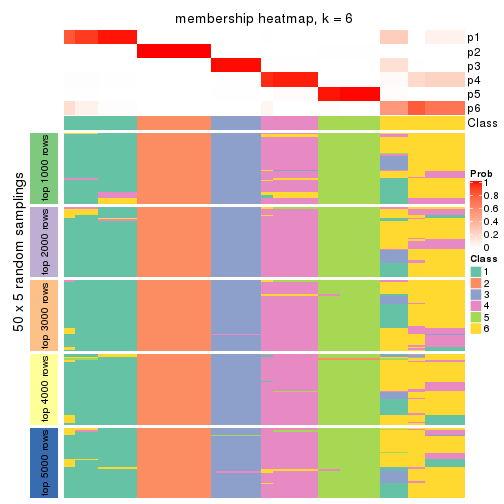 membership heatmap, k = 6
p1
p2
p3
p4
p5
p6
Class
50 x 5 random samplings
top 1000 rows
top 2000 rows
top 3000 rows
top 4000 rows
top 5000 rows
Prob
1
0.8
0.6
0.4
0.2
0
Class
1
2
3
4
5
6